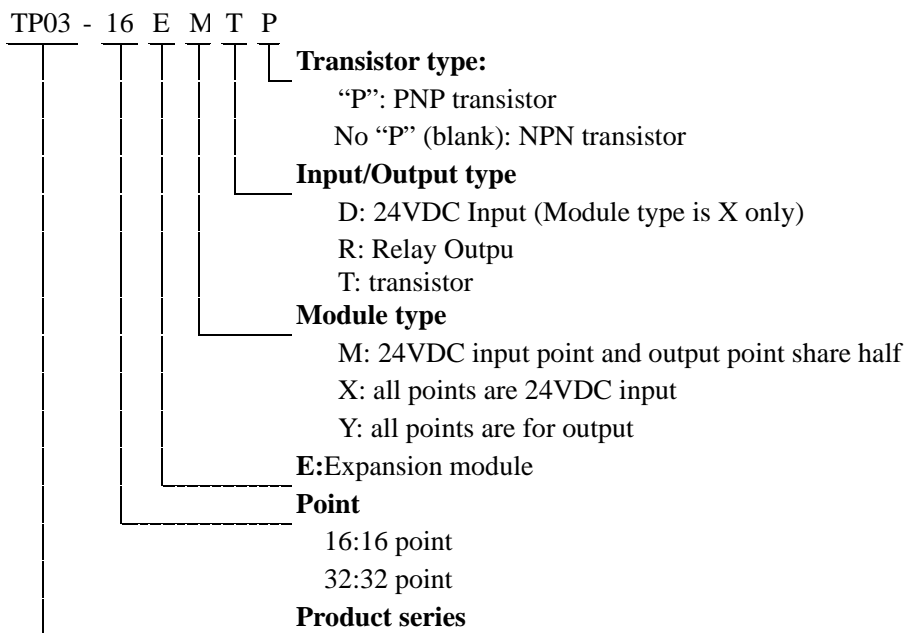 TP03 - 16 E M T P
Transistor type:
“P”: PNP transistor
No “P” (blank): NPN transistor
Input/Output type
D: 24VDC Input (Module type is X only)
R: Relay Outpu
T: transistor
Module type
M: 24VDC input point and output point share half
X: all points are 24VDC input
Y: all points are for output
E:Expansion module
Point
16:16 point
32:32 point
Product series